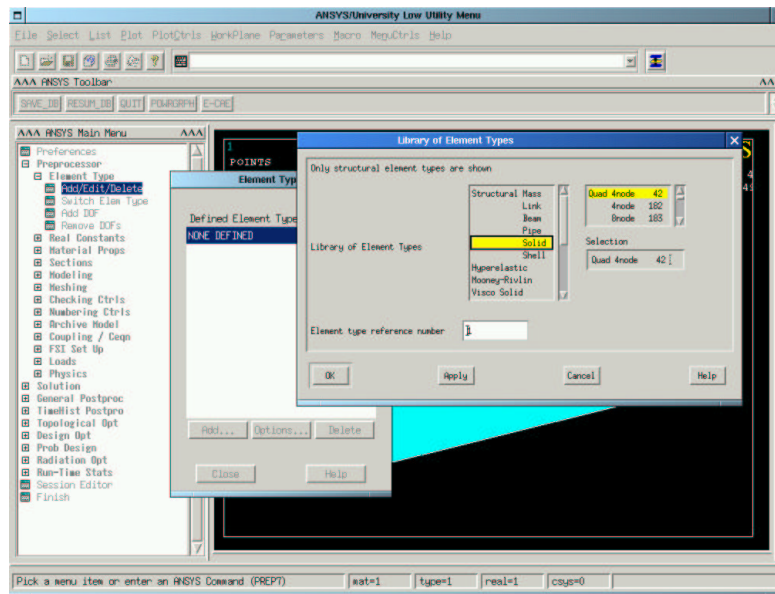 ANSYS/University Low Utility Menu
File Select List Plot PlotCtrls WorkPlane Parameters Macro MenuCtrls Help
AAA ANSYS Toolbar AA
SAVE_DB RESUM_DB QUIT POWRGRPH E-CAE
AAA ANSYS Main Menu AAA
Preferences
Preprocessor
Element Type
Add/Edit/Delete
Switch Elem Type
Add DOF
Remove DOFs
Real Constants
Material Props
Sections
Modeling
Meshing
Checking Ctrls
Numbering Ctrls
Archive Model
Coupling / Ceqn
FSI Set Up
Loads
Physics
Solution
General Postproc
TimeHist Postpro
Topological Opt
Design Opt
Prob Design
Radiation Opt
Run-Time Stats
Session Editor
Finish
1
POINTS
Element Typ
Defined Element Type
NONE DEFINED
Add... Options... Delete
Close Help
Library of Element Types
Only structural element types are shown
Library of Element Types
Structural Mass
Link
Beam
Pipe
Solid
Shell
Hyperelastic
Mooney-Rivlin
Visco Solid
Quad 4node 42
4node 182
8node 183
Selection
Quad 4node 42
Element type reference number 1
OK Apply Cancel Help
S
4
Pick a menu item or enter an ANSYS Command (PREP7) mat=1 type=1 real=1 csys=0